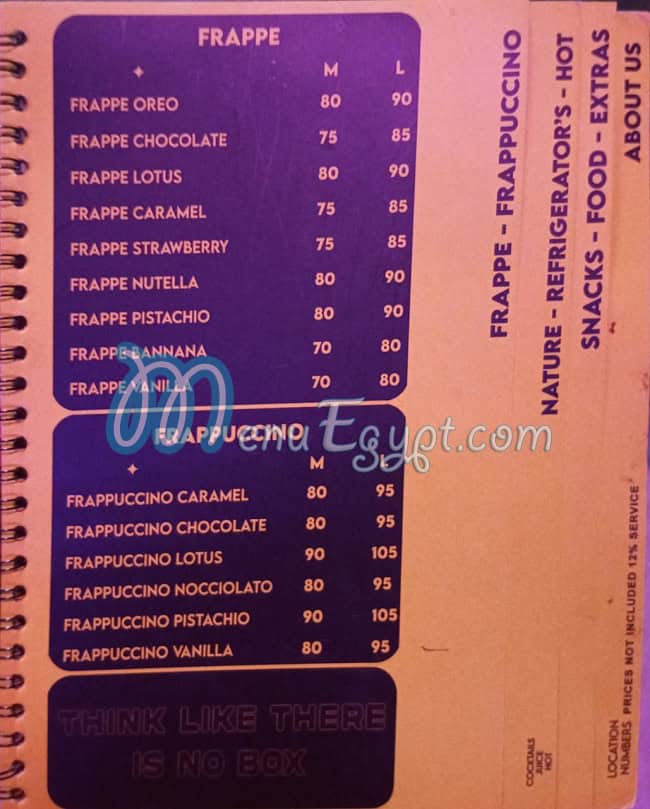 FRAPPE
M L
FRAPPE OREO 80 90
FRAPPE CHOCOLATE 75 85
FRAPPE LOTUS 80 90
FRAPPE CARAMEL 75 85
FRAPPE STRAWBERRY 75 85
FRAPPE NUTELLA 80 90
FRAPPE PISTACHIO 80 90
FRAPPE BANNANA 70 80
FRAPPE VANILLA 70 80
MenuEgypt.com
FRAPPUCCINO
M L
FRAPPUCCINO CARAMEL 80 95
FRAPPUCCINO CHOCOLATE 80 95
FRAPPUCCINO LOTUS 90 105
FRAPPUCCINO NOCCIOLATO 80 95
FRAPPUCCINO PISTACHIO 90 105
FRAPPUCCINO VANILLA 80 95
THINK LIKE THERE
IS NO BOX
FRAPPE - FRAPPUCCINO
NATURE - REFRIGERATOR'S - HOT
SNACKS - FOOD - EXTRAS
ABOUT US
COCKTAILS
JUICE
HOT
LOCATION
NUMBERS PRICES NOT INCLUDED 12% SERVICE